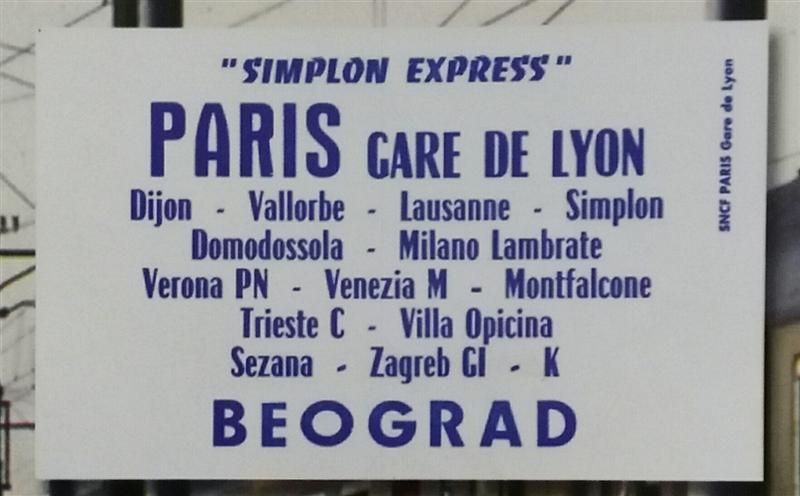 "SIMPLON EXPRESS"
PARIS GARE DE LYON
Dijon - Vallorbe - Lausanne - Simplon
Domodossola - Milano Lambrate
Verona PN - Venezia M - Montfalcone
Trieste C - Villa Opicina
Sezana - Zagreb Gl - K
BEOGRAD
SNCF PARIS Gare de Lyon